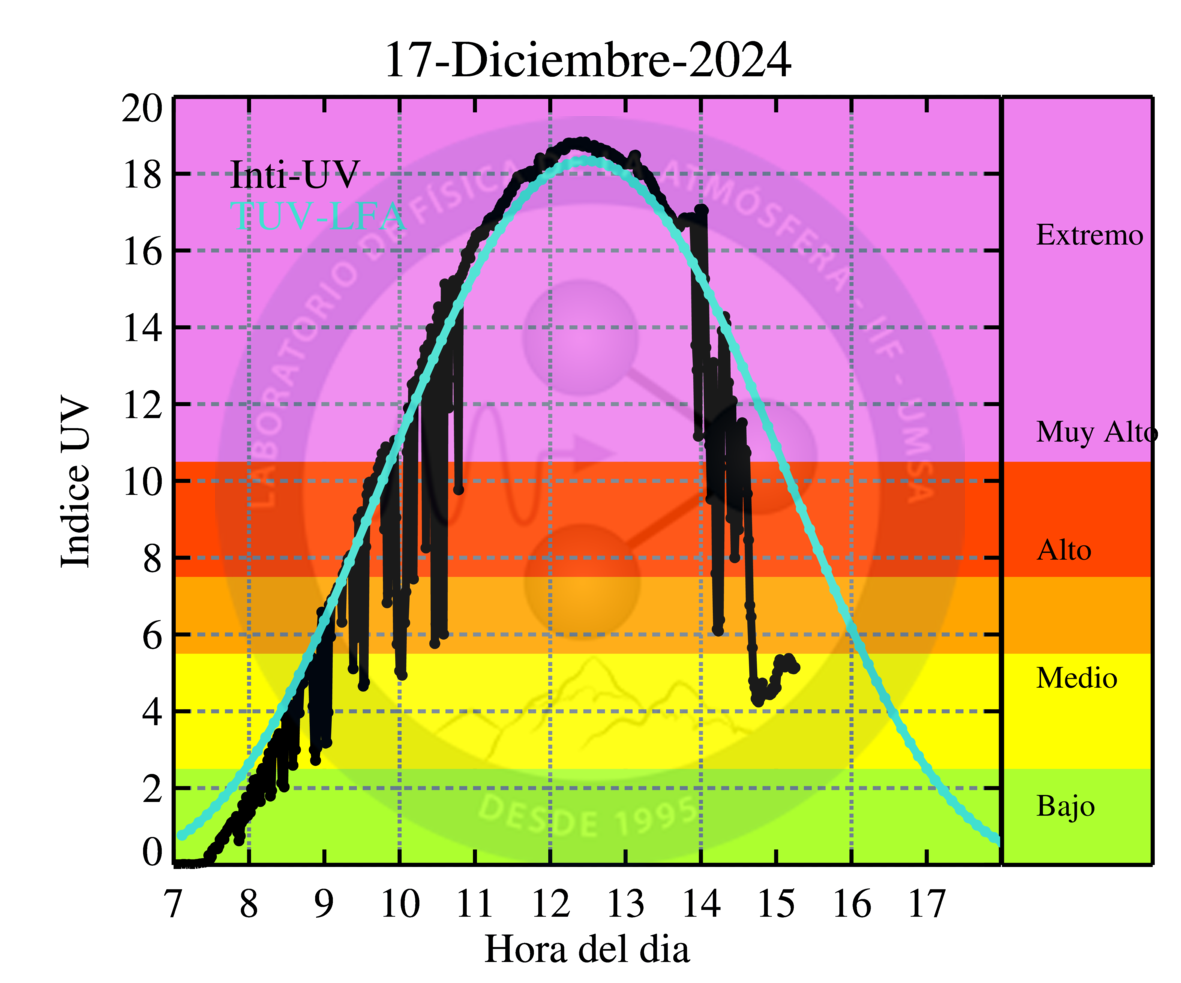 17-Diciembre-2024
20
18
16
14
12
10
8
6
4
2
0
Indice UV
Inti-UV
TUV-LFA
LABORATORIO DE FÍSICA DE LA ATMÓSFERA - IIF - UMSA
DESDE 1995
Extremo
Muy Alto
Alto
Medio
Bajo
7 8 9 10 11 12 13 14 15 16 17
Hora del dia